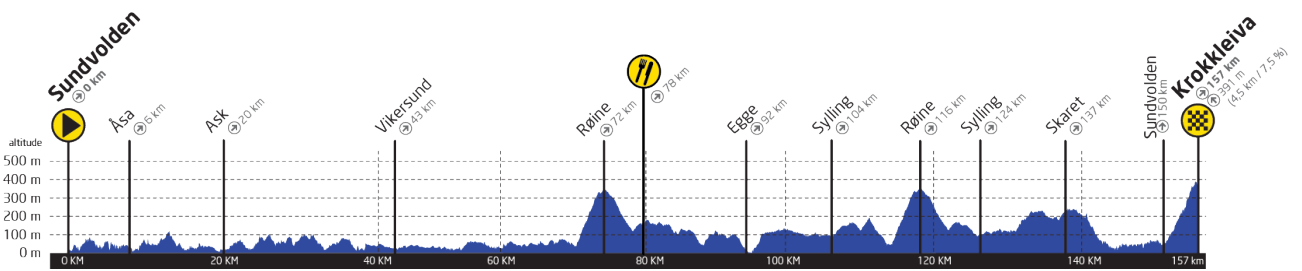 Sundvolden
0 km
Åsa
6 km
Ask
20 km
Vikersund
43 km
Røine
72 km
78 km
Egge
92 km
Sylling
104 km
Røine
116 km
Sylling
124 km
Skaret
137 km
Sundvolden
150 km
Krokkleiva
157 km
391 m
(4,5 km / 7,5 %)
altitude
500 m
400 m
300 m
200 m
100 m
0 m
0 KM
20 KM
40 KM
60 KM
80 KM
100 KM
120 KM
140 KM
157 km